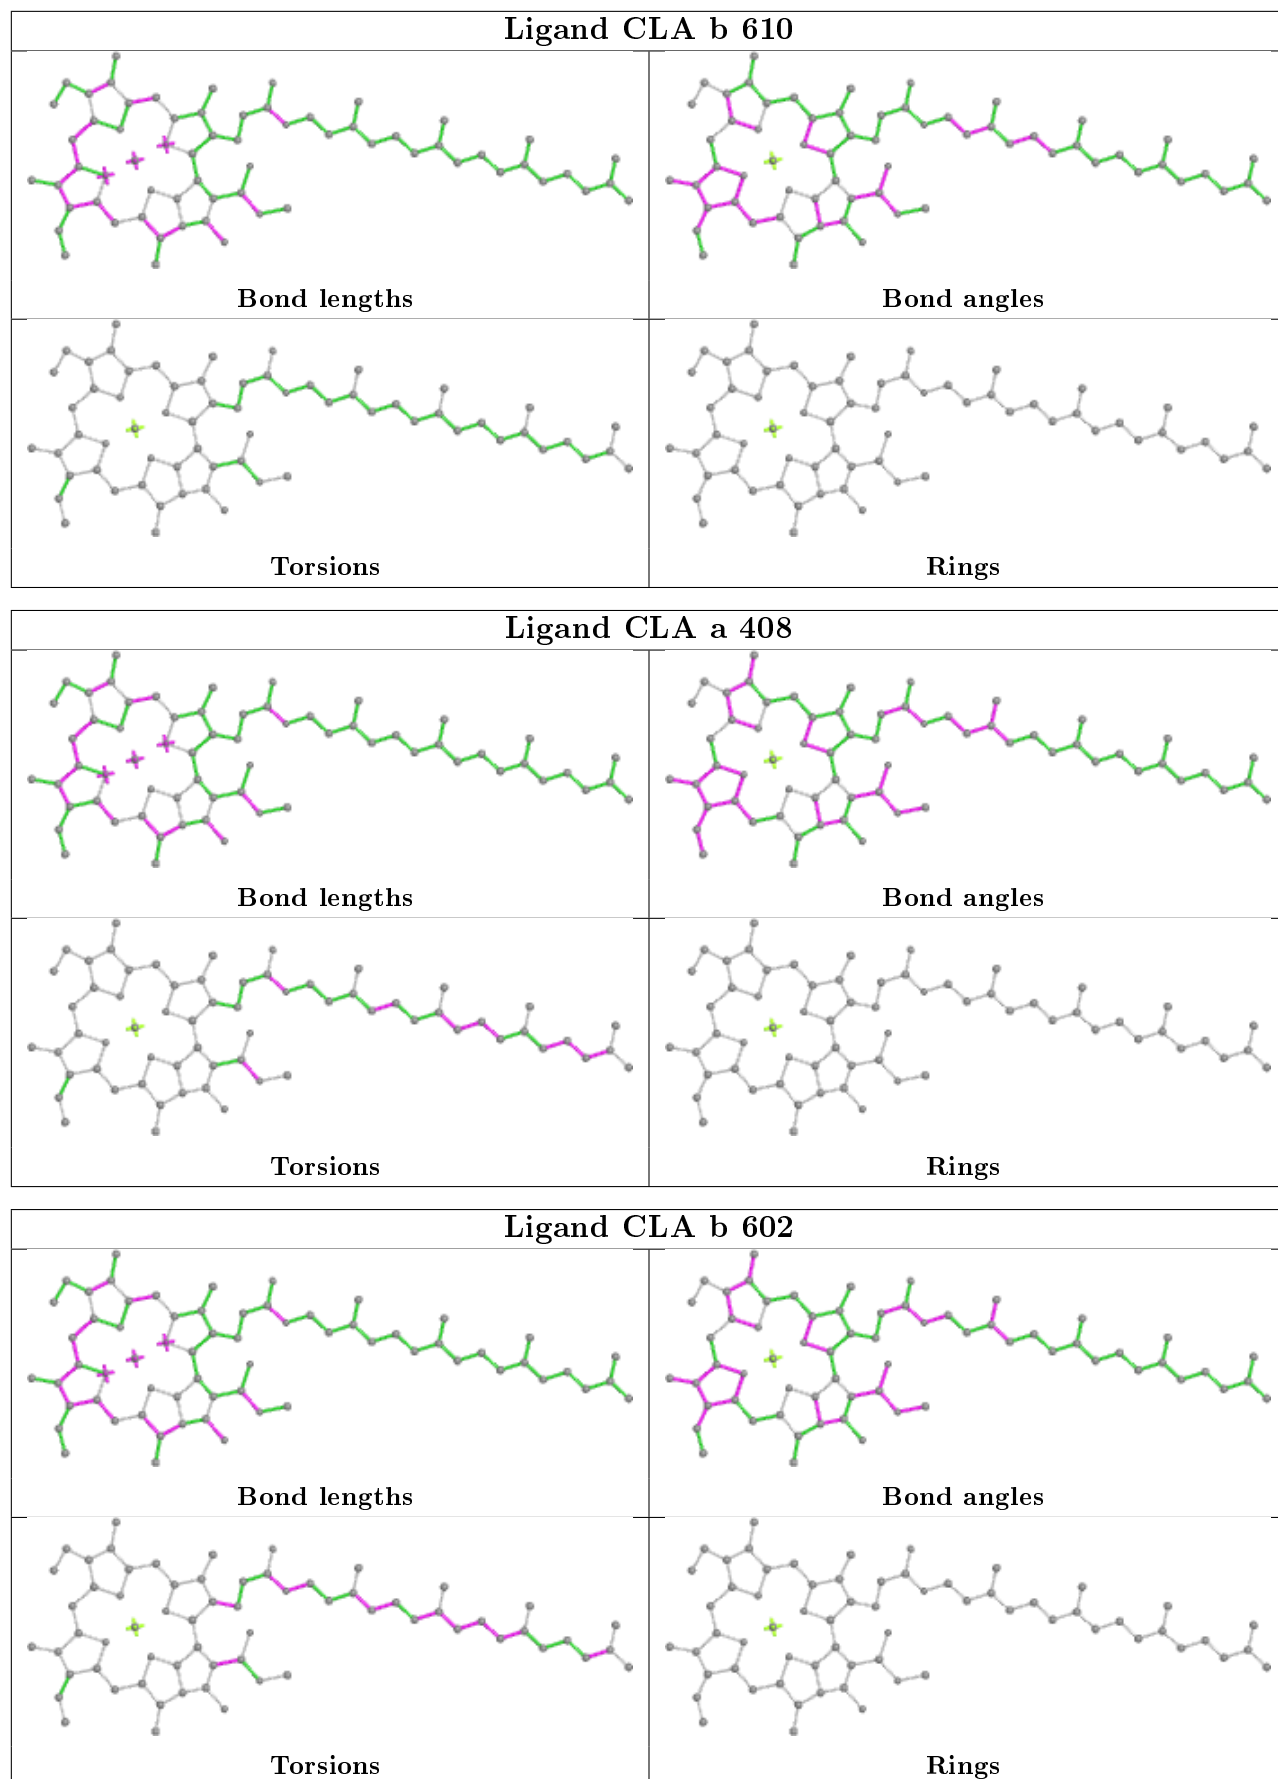 Ligand CLA b 610
Bond lengths
Bond angles
Torsions
Rings
Ligand CLA a 408
Bond lengths
Bond angles
Torsions
Rings
Ligand CLA b 602
Bond lengths
Bond angles
Torsions
Rings